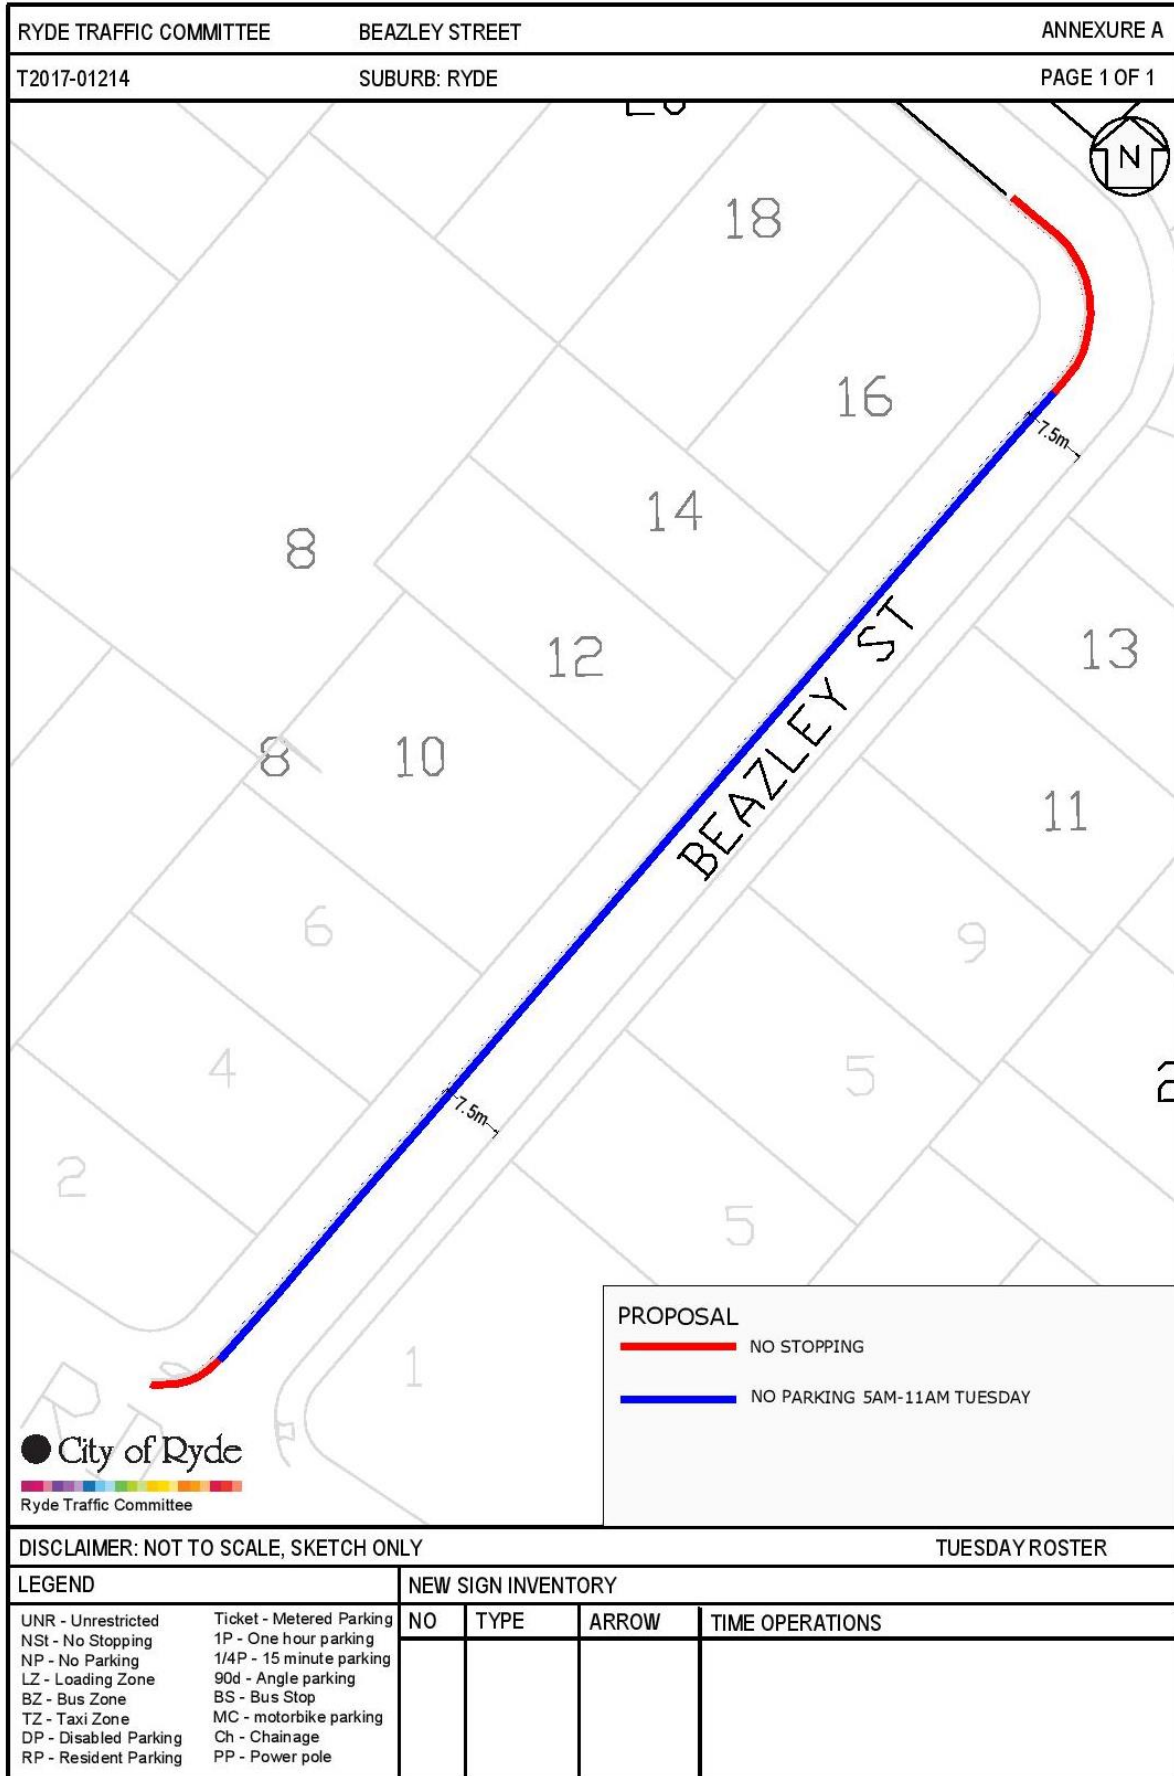 RYDE TRAFFIC COMMITTEE BEAZLEY STREET ANNEXURE A
T2017-01214 SUBURB: RYDE PAGE 1 OF 1
N
18
16
7.5m
14
8
12
13
BEAZLEY ST
8
10
11
6
9
4
5
7.5m
2
5
1
PROPOSAL
NO STOPPING
NO PARKING 5AM-11AM TUESDAY
City of Ryde
Ryde Traffic Committee
DISCLAIMER: NOT TO SCALE, SKETCH ONLY TUESDAY ROSTER
LEGEND NEW SIGN INVENTORY
NO TYPE ARROW TIME OPERATIONS
UNR - Unrestricted Ticket - Metered Parking
NSt - No Stopping 1P - One hour parking
NP - No Parking 1/4P - 15 minute parking
LZ - Loading Zone 90d - Angle parking
BZ - Bus Zone BS - Bus Stop
TZ - Taxi Zone MC - motorbike parking
DP - Disabled Parking Ch - Chainage
RP - Resident Parking PP - Power pole